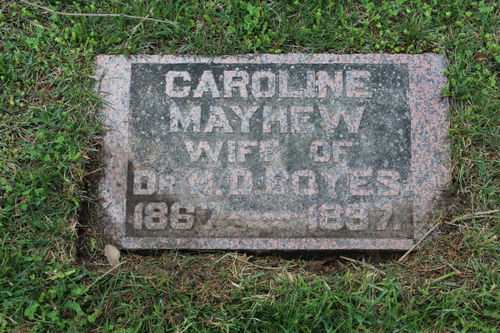 CAROLINE
MAYHEW
WIFE OF
DR. H. D. BOYES
1867 — 1897.